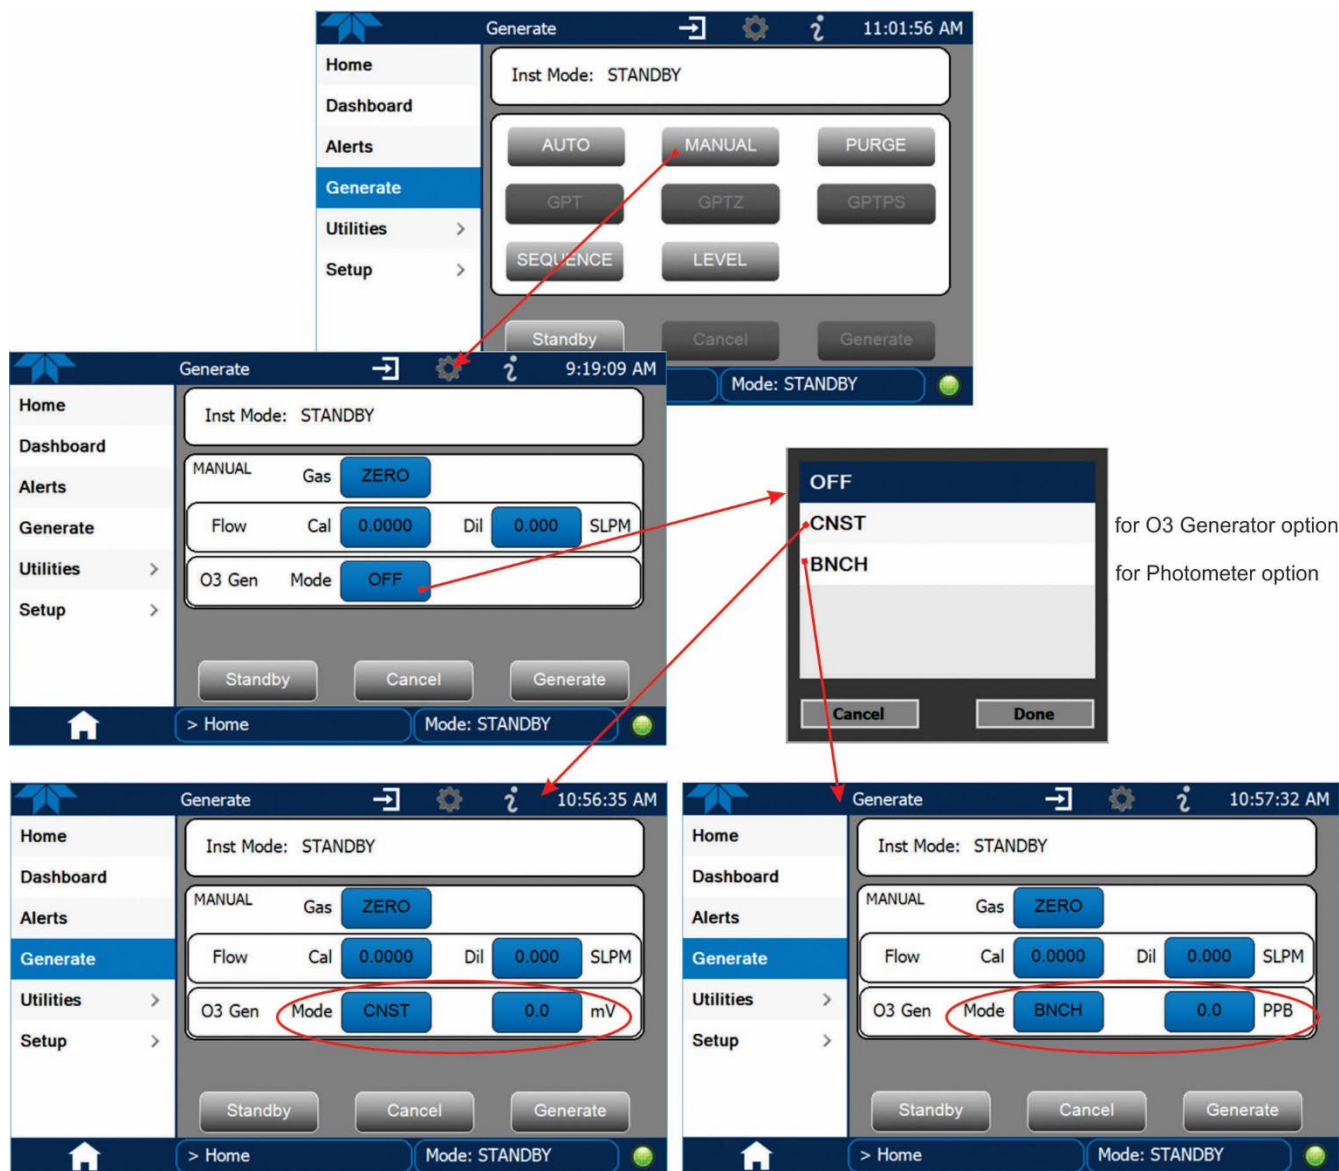 Generate 11:01:56 AM
Home
Dashboard
Alerts
Generate
Utilities >
Setup >
Inst Mode: STANDBY
AUTO MANUAL PURGE
GPT GPTZ GPTPS
SEQUENCE LEVEL
Standby Cancel Generate
Mode: STANDBY
Generate 9:19:09 AM
Home
Dashboard
Alerts
Generate
Utilities >
Setup >
Inst Mode: STANDBY
MANUAL Gas ZERO
Flow Cal 0.0000 Dil 0.000 SLPM
O3 Gen Mode OFF
Standby Cancel Generate
> Home Mode: STANDBY
OFF
CNST for O3 Generator option
BNCH for Photometer option
Cancel Done
Generate 10:56:35 AM
Home
Dashboard
Alerts
Generate
Utilities >
Setup >
Inst Mode: STANDBY
MANUAL Gas ZERO
Flow Cal 0.0000 Dil 0.000 SLPM
O3 Gen Mode CNST 0.0 mV
Standby Cancel Generate
> Home Mode: STANDBY
Generate 10:57:32 AM
Home
Dashboard
Alerts
Generate
Utilities >
Setup >
Inst Mode: STANDBY
MANUAL Gas ZERO
Flow Cal 0.0000 Dil 0.000 SLPM
O3 Gen Mode BNCH 0.0 PPB
Standby Cancel Generate
> Home Mode: STANDBY